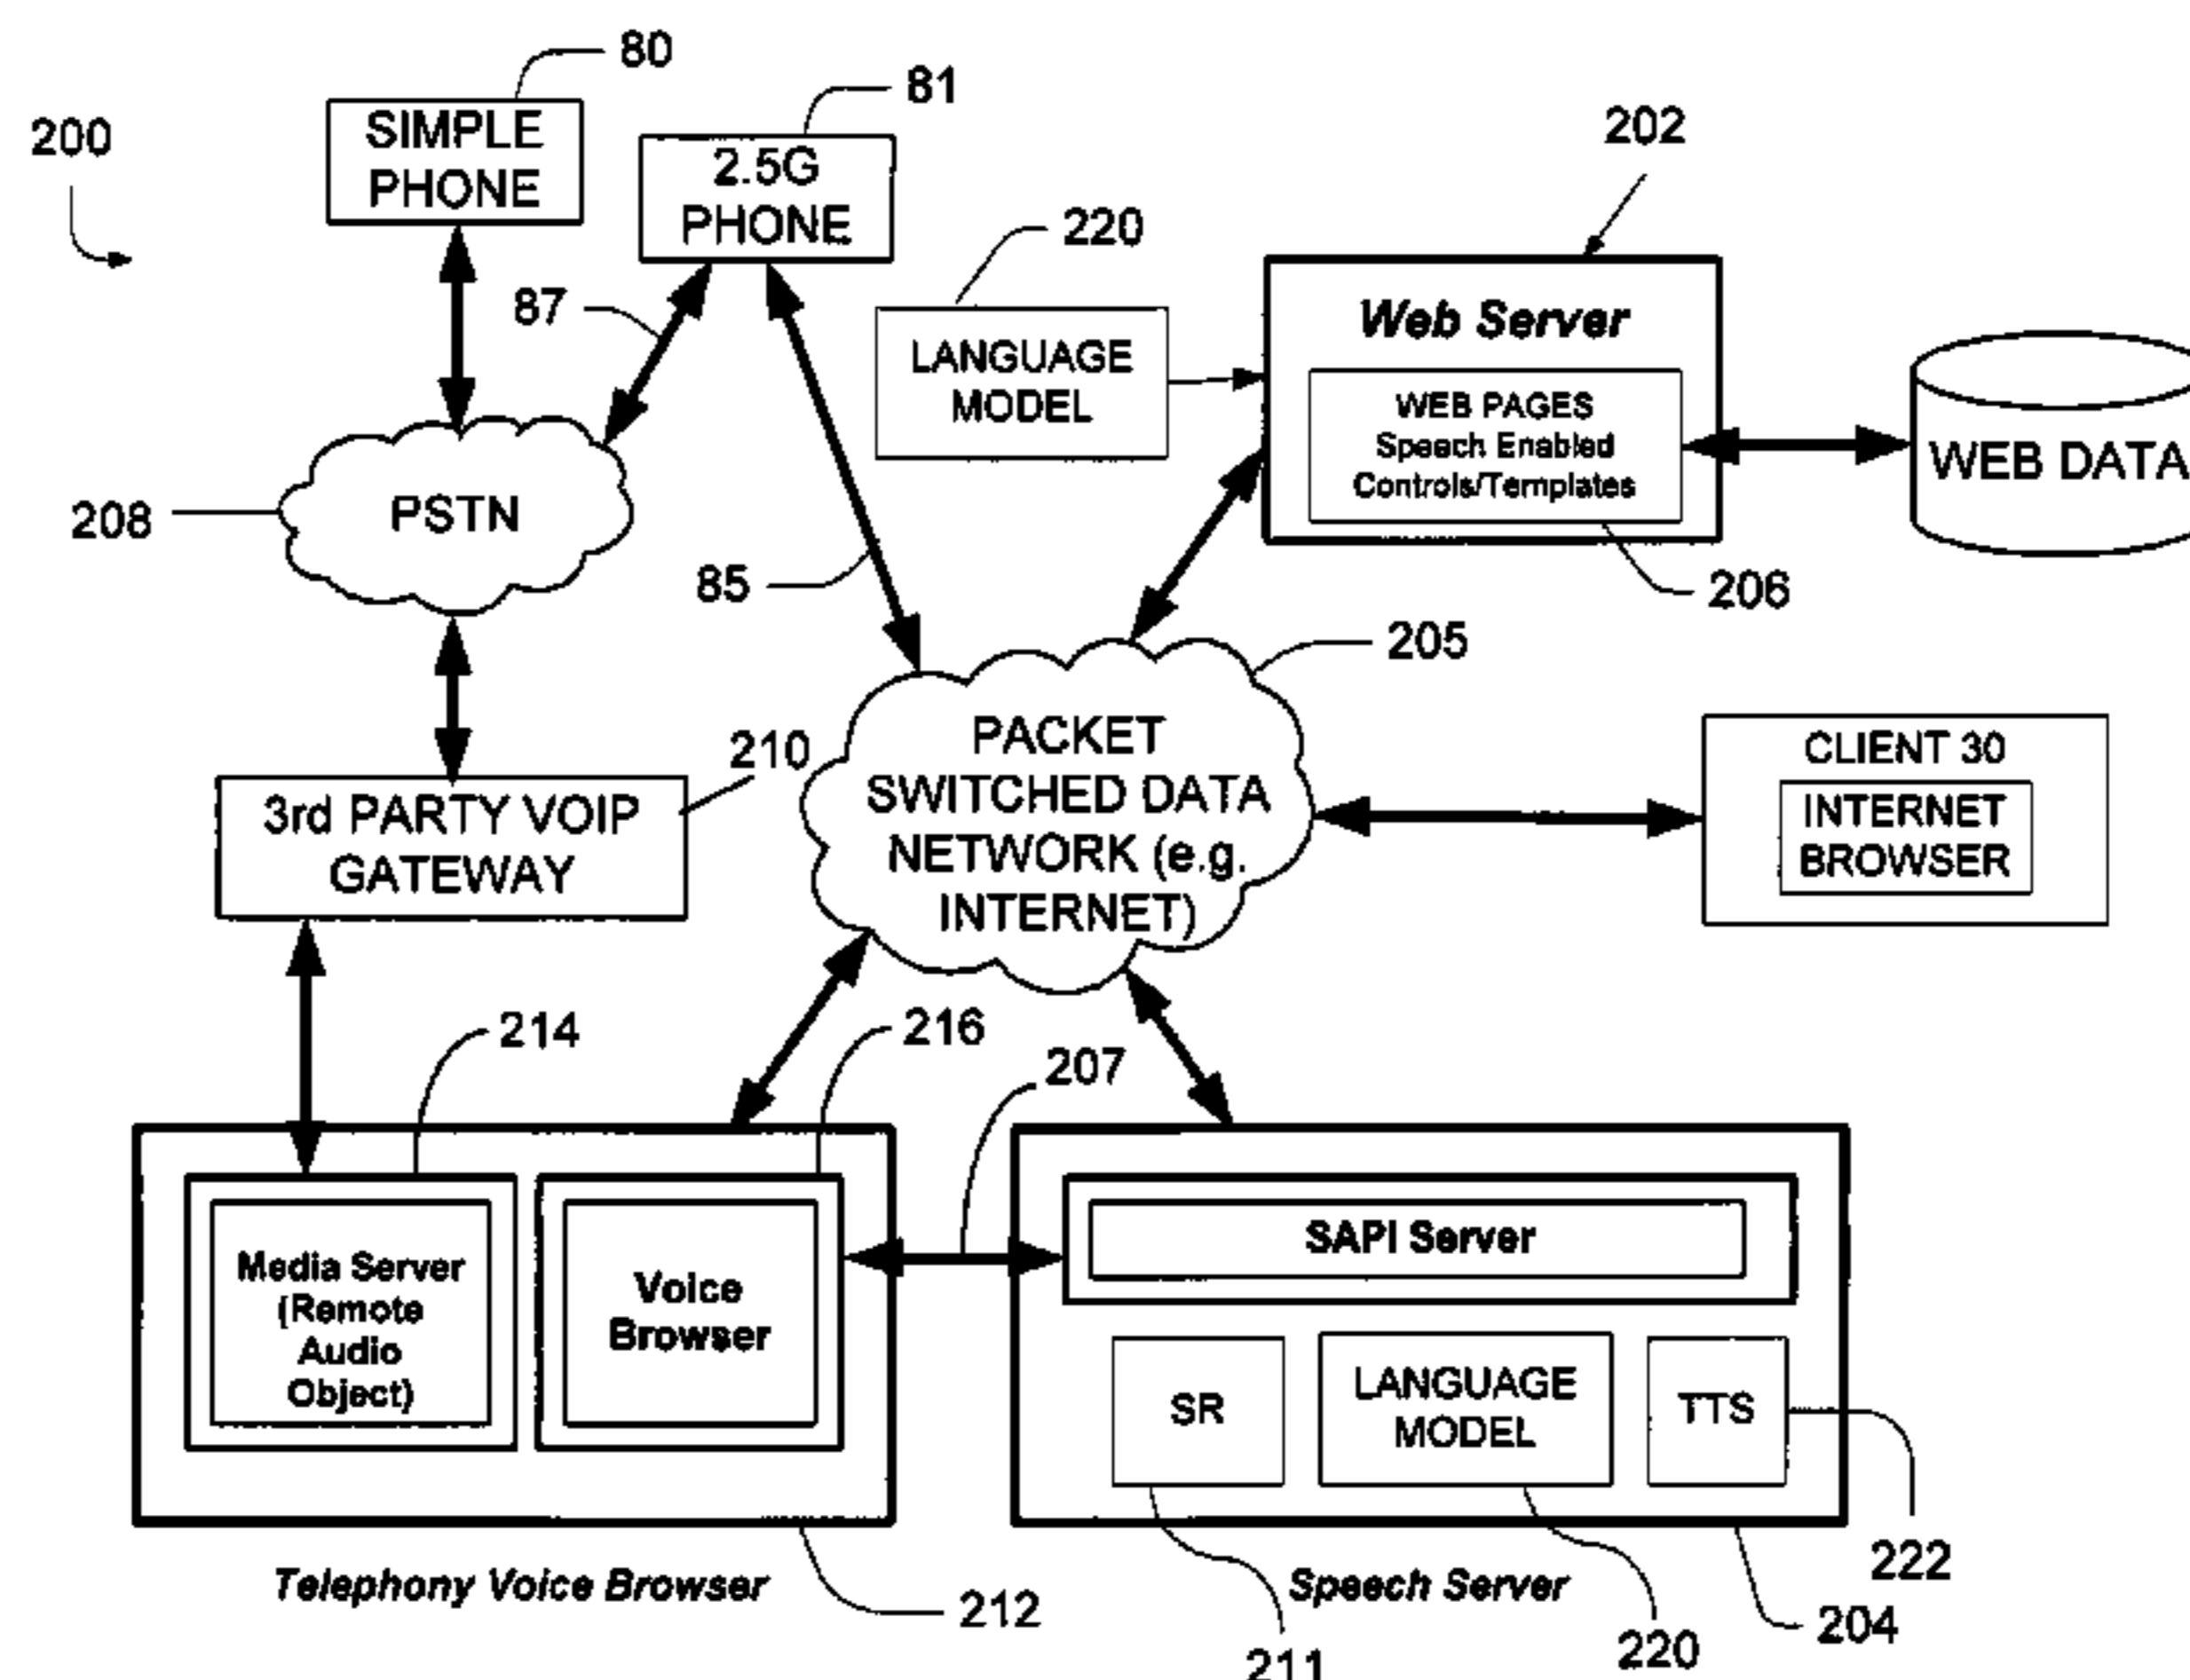 80
SIMPLE
PHONE
81
2.5G
PHONE
200
202
220
87
LANGUAGE
MODEL
Web Server
WEB PAGES
Speech Enabled
Controls/Templates
WEB DATA
208
PSTN
85
206
205
210
PACKET
SWITCHED DATA
NETWORK (e.g.
INTERNET)
CLIENT 30
INTERNET
BROWSER
3rd PARTY VOIP
GATEWAY
214
216
207
Media Server
(Remote
Audio
Object)
Voice
Browser
SAPI Server
SR
LANGUAGE
MODEL
TTS
222
Telephony Voice Browser
212
Speech Server
204
211
220